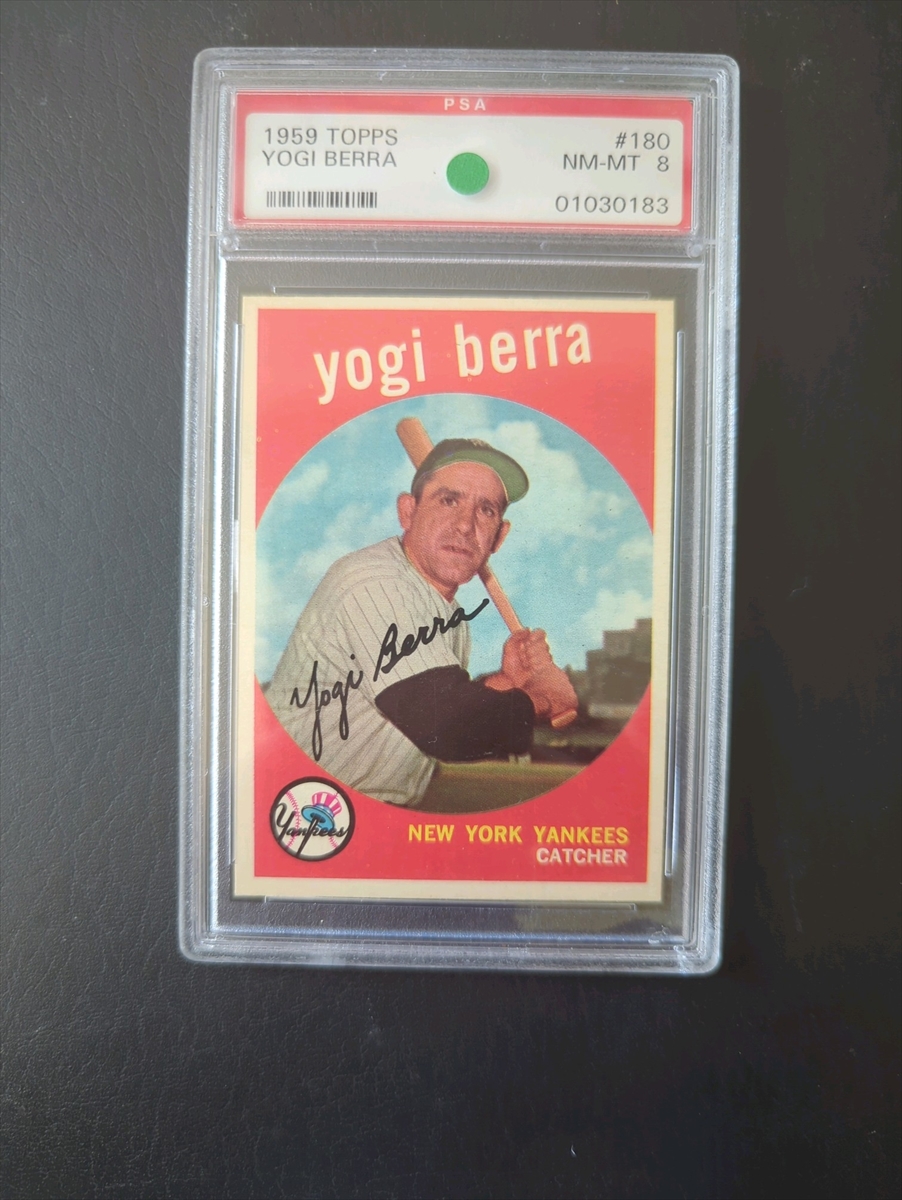 PSA
1959 TOPPS
#180
YOGI BERRA
NM-MT 8
01030183
yogi berra
Yogi Berra
Yankees
NEW YORK YANKEES
CATCHER